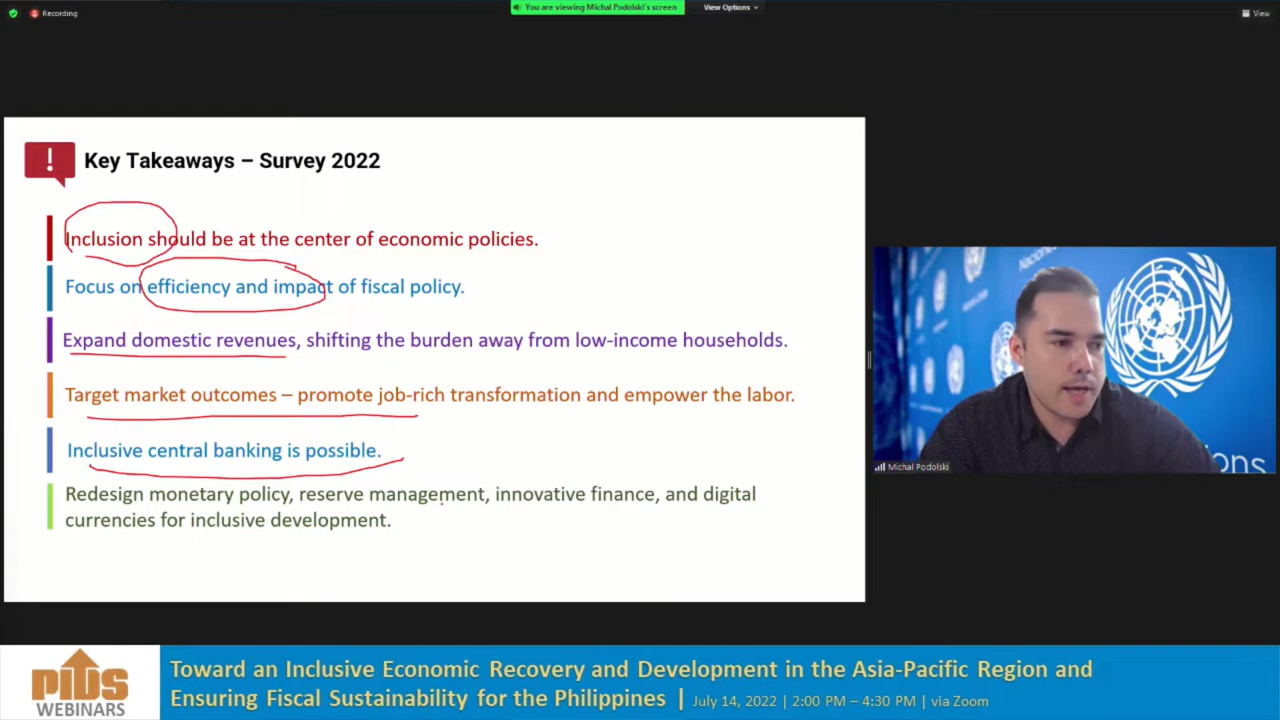 Recording
You are viewing Michal Podolski's screen
View Options
View
!
Key Takeaways – Survey 2022
Inclusion should be at the center of economic policies.
Focus on efficiency and impact of fiscal policy.
Expand domestic revenues, shifting the burden away from low-income households.
Target market outcomes – promote job-rich transformation and empower the labor.
Inclusive central banking is possible.
Redesign monetary policy, reserve management, innovative finance, and digital
currencies for inclusive development.
Michal Podolski
PIDS
WEBINARS
Toward an Inclusive Economic Recovery and Development in the Asia-Pacific Region and
Ensuring Fiscal Sustainability for the Philippines | July 14, 2022 | 2:00 PM – 4:30 PM | via Zoom